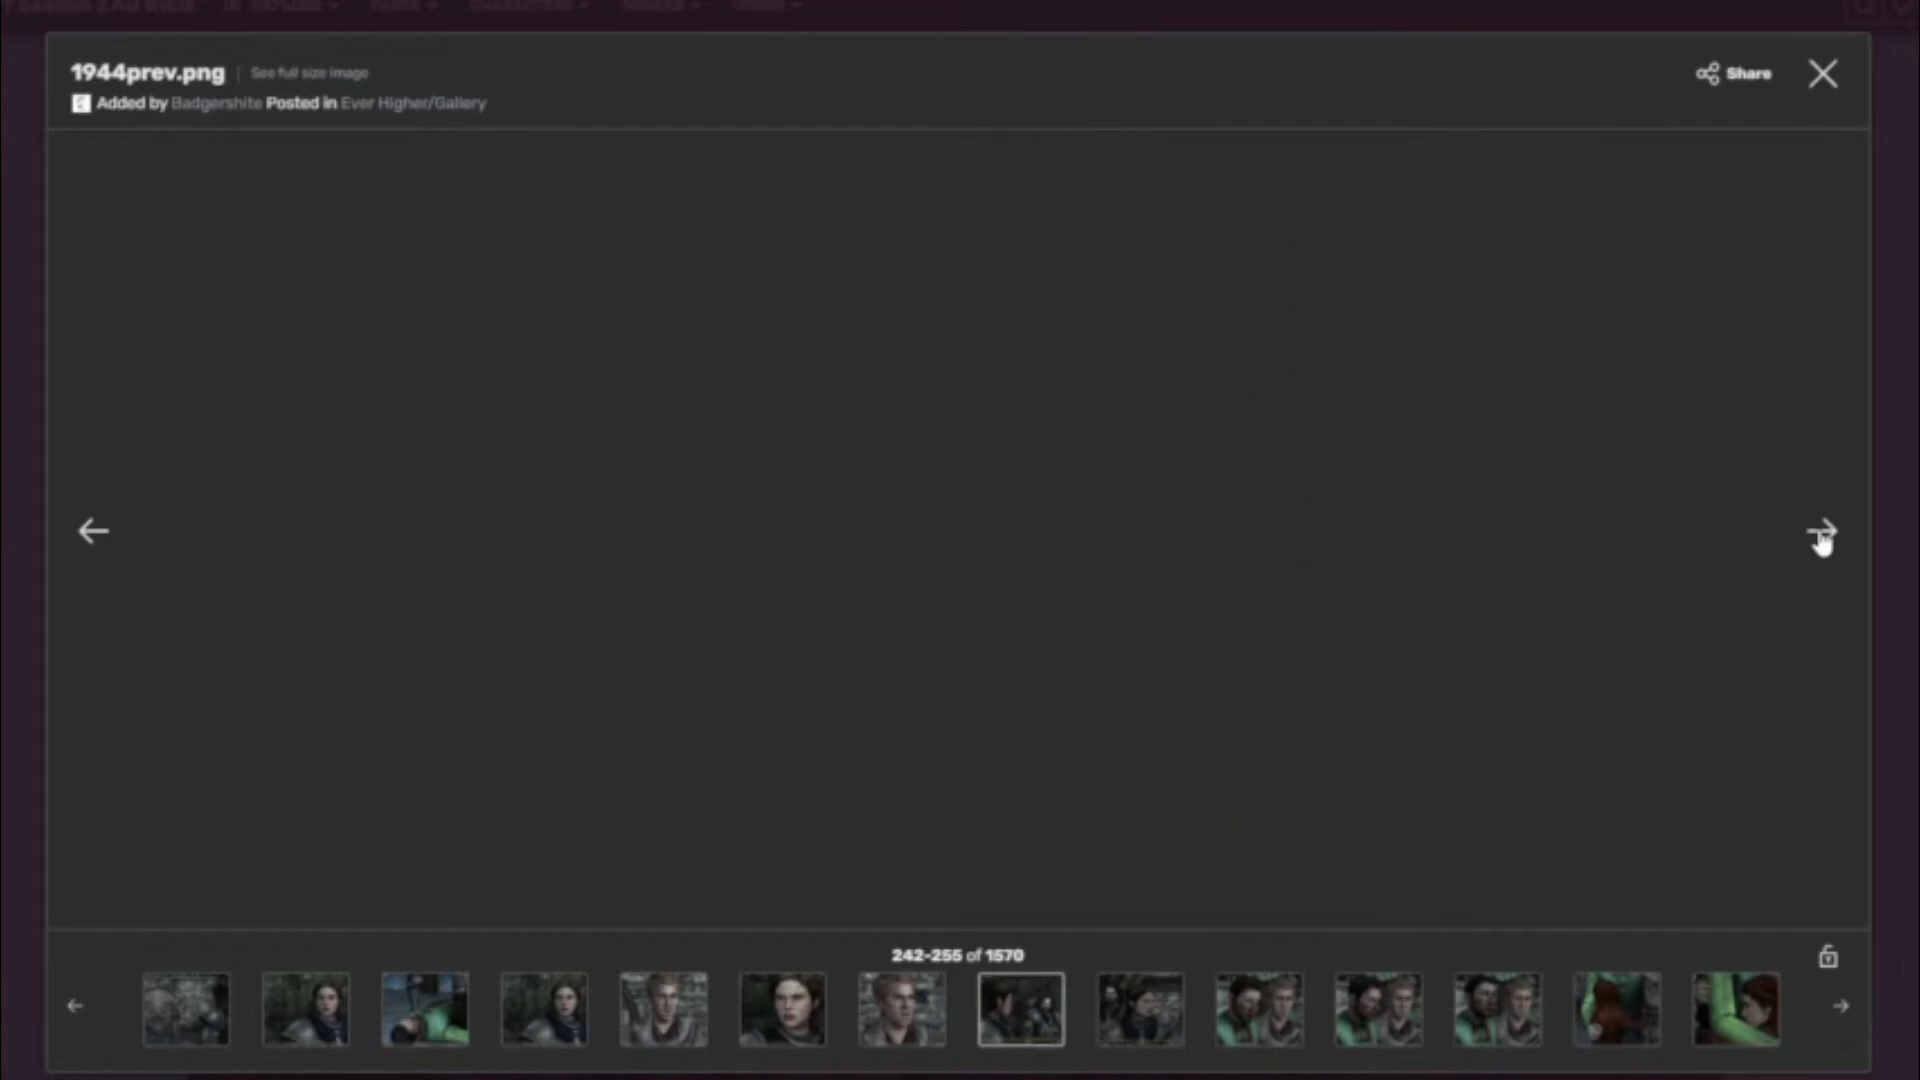 1944prev.png | See full size image
Share
Added by Badgershite Posted in Ever Higher/Gallery
242-255 of 1570